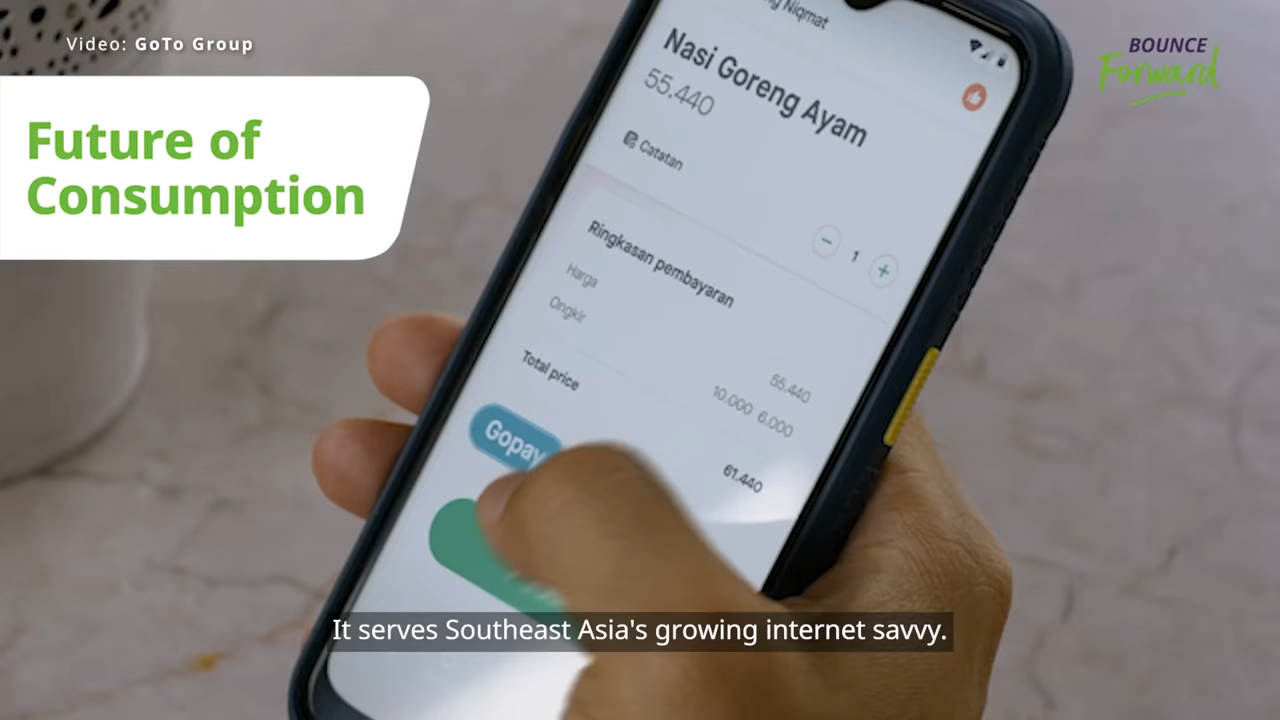 Video: GoTo Group
BOUNCE
Forward
Future of
Consumption
Niqmat
Nasi Goreng Ayam
55.440
Catatan
1
Ringkasan pembayaran
Harga
55.440
Ongkir
10.000 6.000
Total price
61.440
Gopay
It serves Southeast Asia's growing internet savvy.